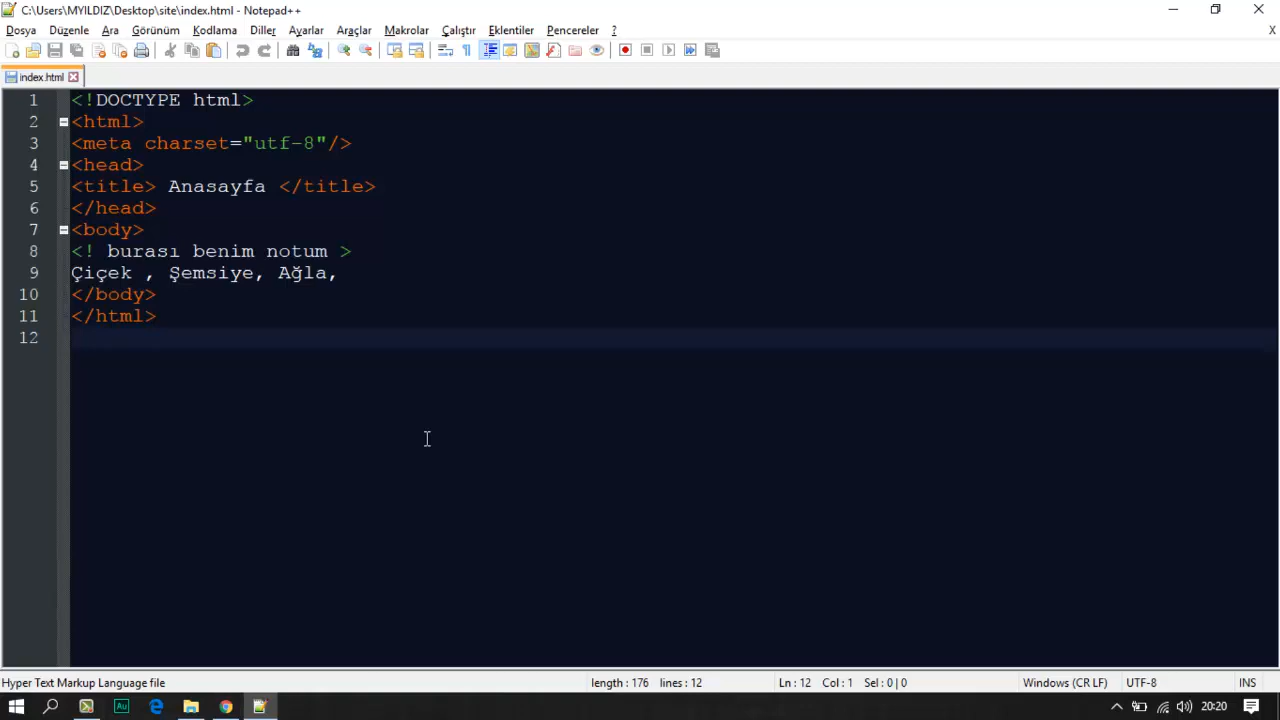 C:\Users\MYILDIZ\Desktop\site\index.html - Notepad++
Dosya Düzenle Ara Görünüm Kodlama Diller Ayarlar Araçlar Makrolar Çalıştır Eklentiler Pencereler ? X
index.html
1 <!DOCTYPE html>
2 <html>
3 <meta charset="utf-8"/>
4 <head>
5 <title> Anasayfa </title>
6 </head>
7 <body>
8 <! burası benim notum >
9 Çiçek , Şemsiye, Ağla,
10 </body>
11 </html>
12
Hyper Text Markup Language file length : 176 lines : 12 Ln : 12 Col : 1 Sel : 0 | 0 Windows (CR LF) UTF-8 INS
Au 20:20